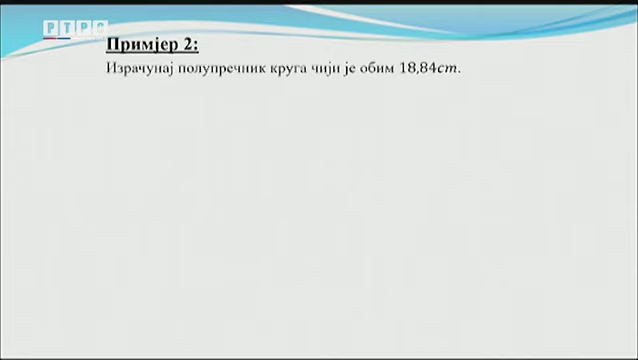 РТРС
Примјер 2:
Израчунај полупречник круга чији је обим 18,84cm.